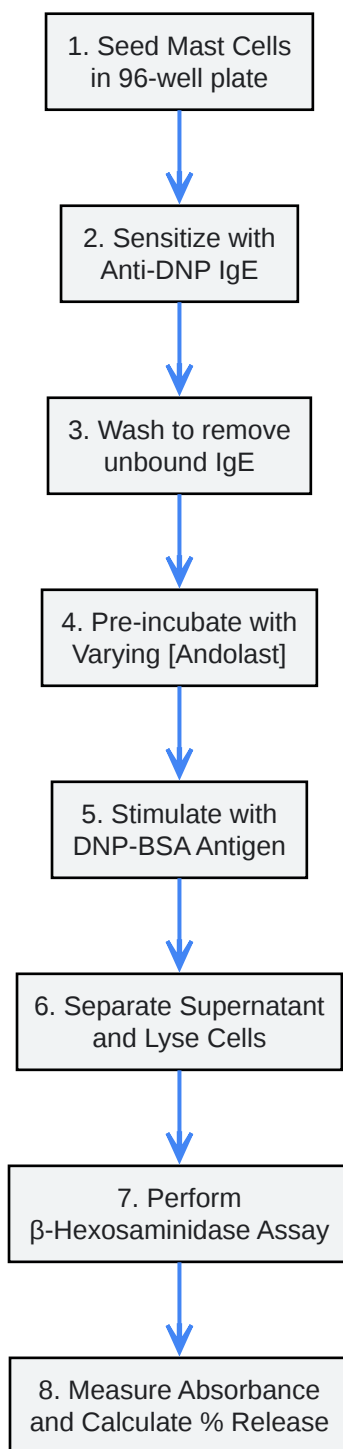 1. Seed Mast Cells
in 96-well plate
2. Sensitize with
Anti-DNP IgE
3. Wash to remove
unbound IgE
4. Pre-incubate with
Varying [Andolast]
5. Stimulate with
DNP-BSA Antigen
6. Separate Supernatant
and Lyse Cells
7. Perform
β-Hexosaminidase Assay
8. Measure Absorbance
and Calculate % Release